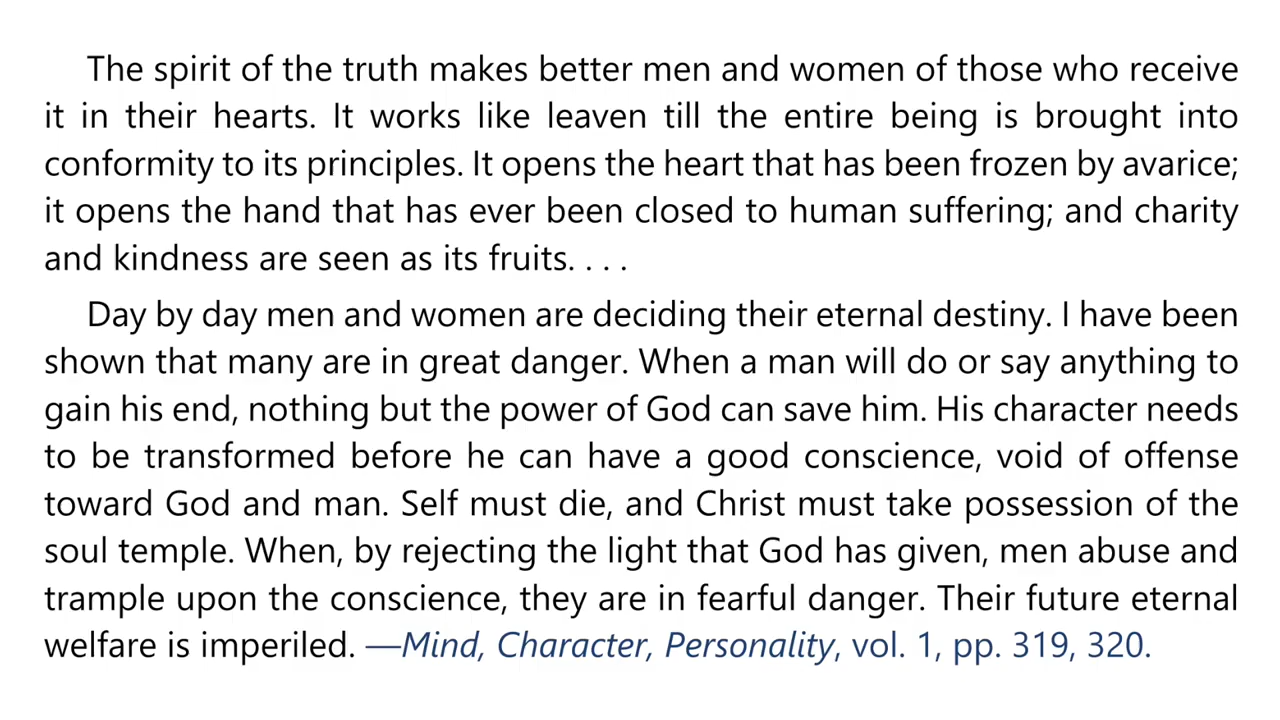 The spirit of the truth makes better men and women of those who receive
it in their hearts. It works like leaven till the entire being is brought into
conformity to its principles. It opens the heart that has been frozen by avarice;
it opens the hand that has ever been closed to human suffering; and charity
and kindness are seen as its fruits. . . .
Day by day men and women are deciding their eternal destiny. I have been
shown that many are in great danger. When a man will do or say anything to
gain his end, nothing but the power of God can save him. His character needs
to be transformed before he can have a good conscience, void of offense
toward God and man. Self must die, and Christ must take possession of the
soul temple. When, by rejecting the light that God has given, men abuse and
trample upon the conscience, they are in fearful danger. Their future eternal
welfare is imperiled. —Mind, Character, Personality, vol. 1, pp. 319, 320.